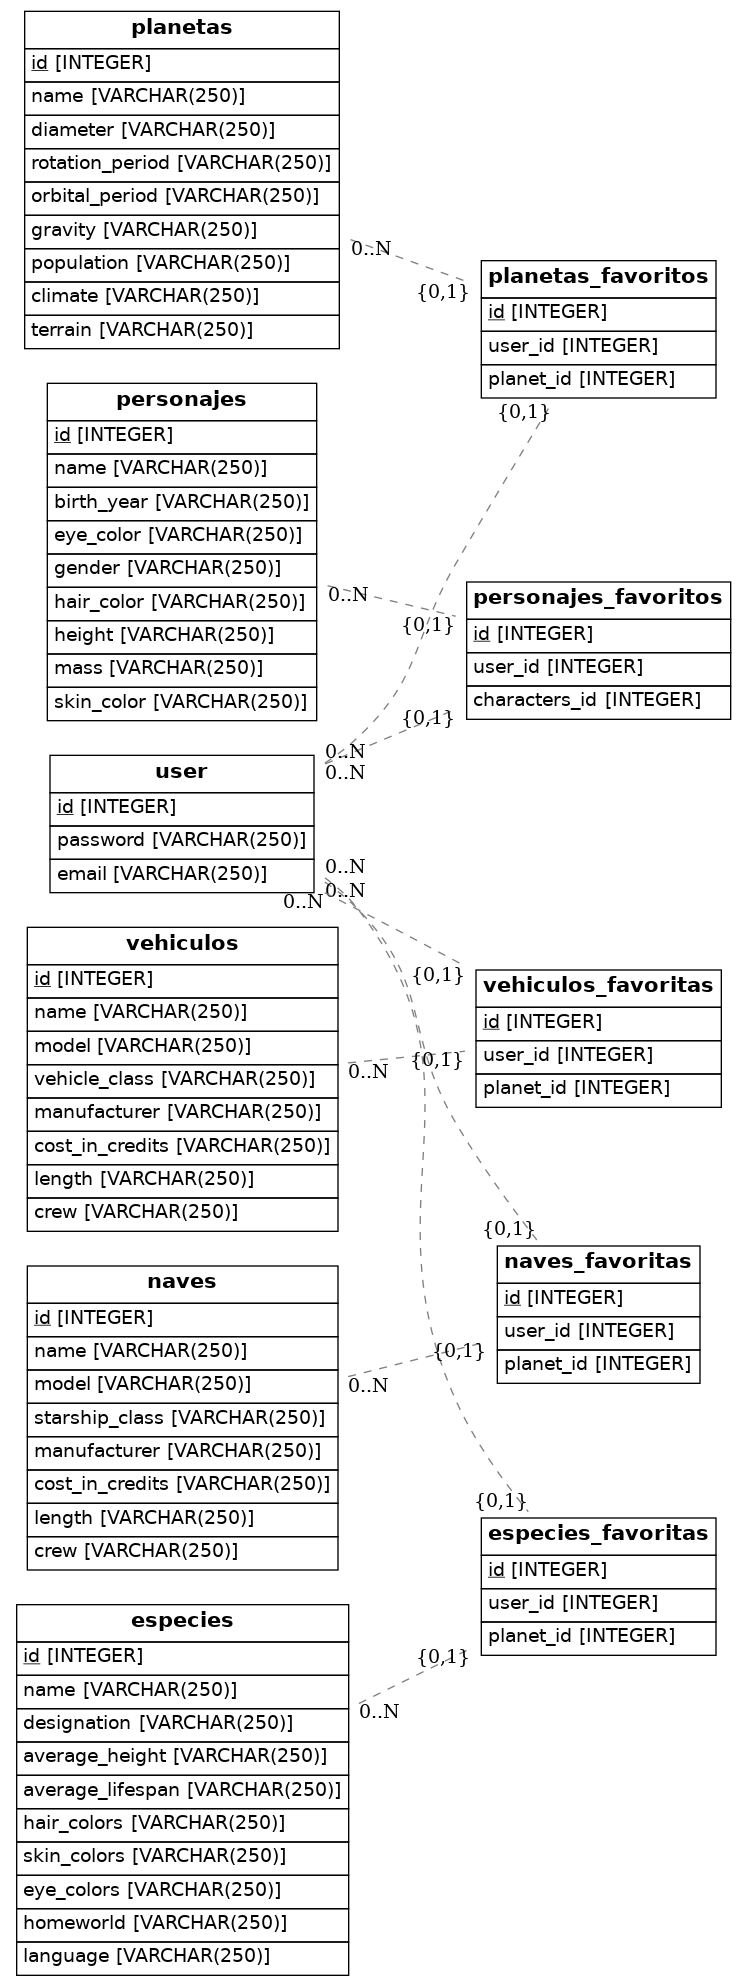 planetas
id [INTEGER]
name [VARCHAR(250)]
diameter [VARCHAR(250)]
rotation_period [VARCHAR(250)]
orbital_period [VARCHAR(250)]
gravity [VARCHAR(250)]
population [VARCHAR(250)]
climate [VARCHAR(250)]
terrain [VARCHAR(250)]
0..N
{0,1}
planetas_favoritos
id [INTEGER]
user_id [INTEGER]
planet_id [INTEGER]
{0,1}
personajes
id [INTEGER]
name [VARCHAR(250)]
birth_year [VARCHAR(250)]
eye_color [VARCHAR(250)]
gender [VARCHAR(250)]
hair_color [VARCHAR(250)]
height [VARCHAR(250)]
mass [VARCHAR(250)]
skin_color [VARCHAR(250)]
0..N
{0,1}
personajes_favoritos
id [INTEGER]
user_id [INTEGER]
characters_id [INTEGER]
{0,1}
0..N
0..N
user
id [INTEGER]
password [VARCHAR(250)]
email [VARCHAR(250)]
0..N
0..N
0..N
vehiculos
id [INTEGER]
name [VARCHAR(250)]
model [VARCHAR(250)]
vehicle_class [VARCHAR(250)]
manufacturer [VARCHAR(250)]
cost_in_credits [VARCHAR(250)]
length [VARCHAR(250)]
crew [VARCHAR(250)]
{0,1}
0..N
{0,1}
vehiculos_favoritas
id [INTEGER]
user_id [INTEGER]
planet_id [INTEGER]
naves
id [INTEGER]
name [VARCHAR(250)]
model [VARCHAR(250)]
starship_class [VARCHAR(250)]
manufacturer [VARCHAR(250)]
cost_in_credits [VARCHAR(250)]
length [VARCHAR(250)]
crew [VARCHAR(250)]
{0,1}
0..N
{0,1}
naves_favoritas
id [INTEGER]
user_id [INTEGER]
planet_id [INTEGER]
{0,1}
especies_favoritas
id [INTEGER]
user_id [INTEGER]
planet_id [INTEGER]
especies
id [INTEGER]
name [VARCHAR(250)]
designation [VARCHAR(250)]
average_height [VARCHAR(250)]
average_lifespan [VARCHAR(250)]
hair_colors [VARCHAR(250)]
skin_colors [VARCHAR(250)]
eye_colors [VARCHAR(250)]
homeworld [VARCHAR(250)]
language [VARCHAR(250)]
{0,1}
0..N